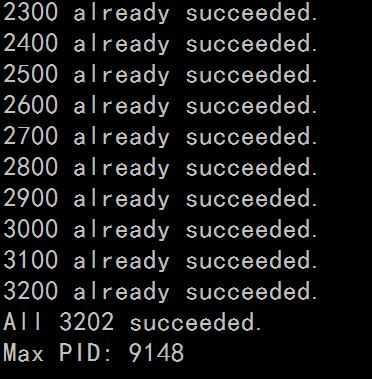 2300 already succeeded.
2400 already succeeded.
2500 already succeeded.
2600 already succeeded.
2700 already succeeded.
2800 already succeeded.
2900 already succeeded.
3000 already succeeded.
3100 already succeeded.
3200 already succeeded.
All 3202 succeeded.
Max PID: 9148